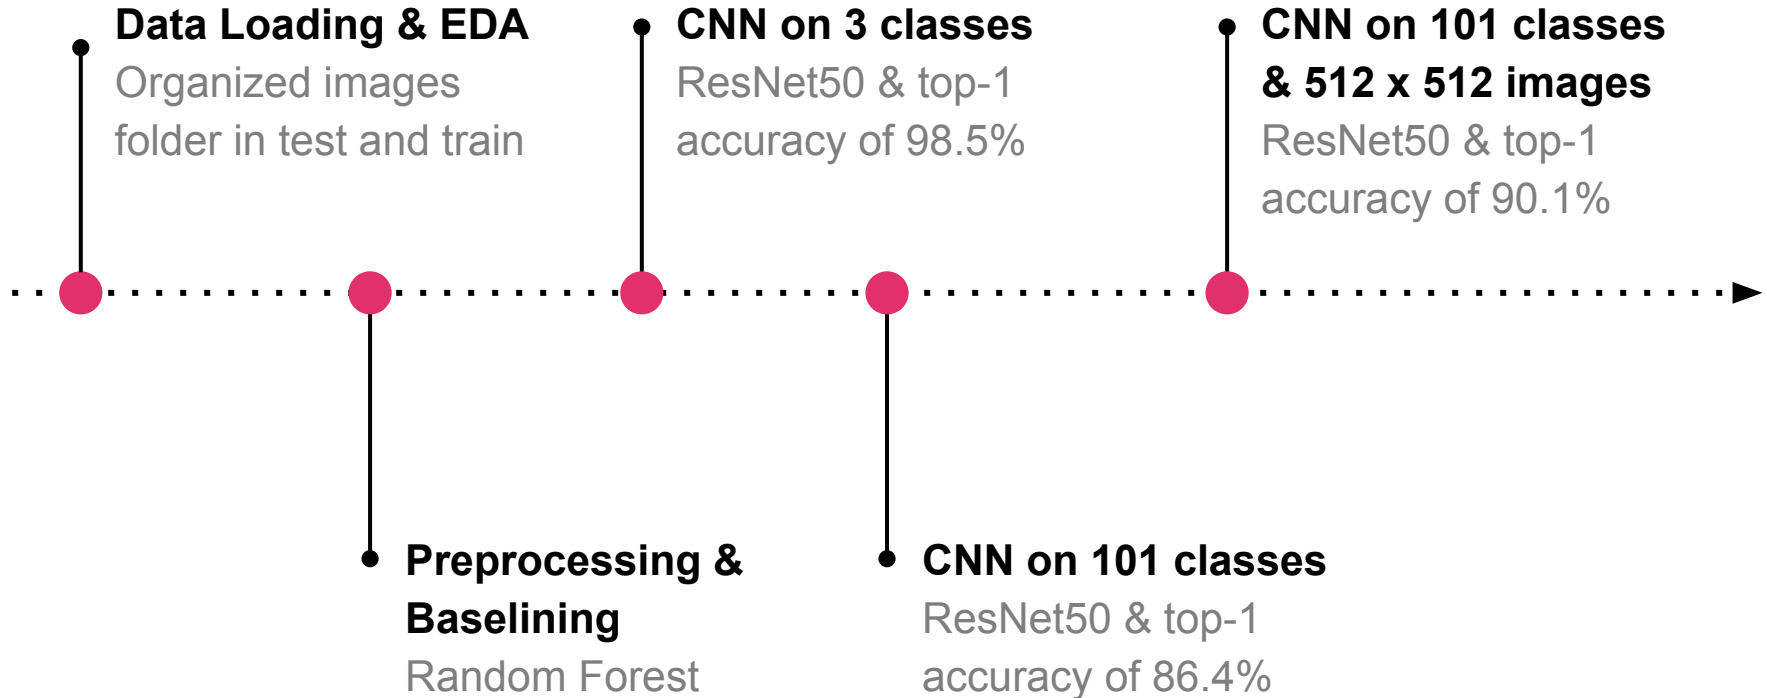 Data Loading & EDA
Organized images
folder in test and train
Preprocessing &
Baselining
Random Forest
CNN on 3 classes
ResNet50 & top-1
accuracy of 98.5%
CNN on 101 classes
ResNet50 & top-1
accuracy of 86.4%
CNN on 101 classes
& 512 x 512 images
ResNet50 & top-1
accuracy of 90.1%